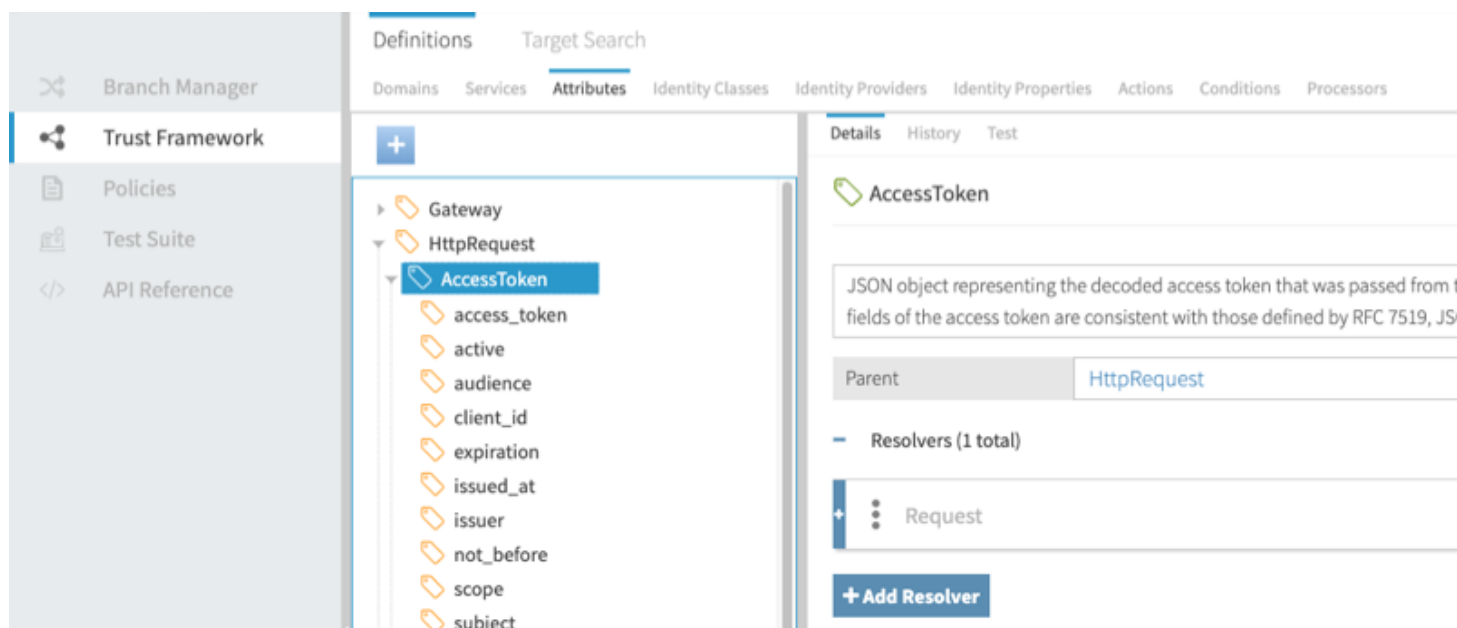 Definitions Target Search
Branch Manager
Trust Framework
Policies
Test Suite
API Reference
Domains Services Attributes Identity Classes Identity Providers Identity Properties Actions Conditions Processors
Gateway
HttpRequest
AccessToken
access_token
active
audience
client_id
expiration
issued_at
issuer
not_before
scope
subject
Details History Test
AccessToken
JSON object representing the decoded access token that was passed from
fields of the access token are consistent with those defined by RFC 7519,
Parent HttpRequest
Resolvers (1 total)
Request
+ Add Resolver